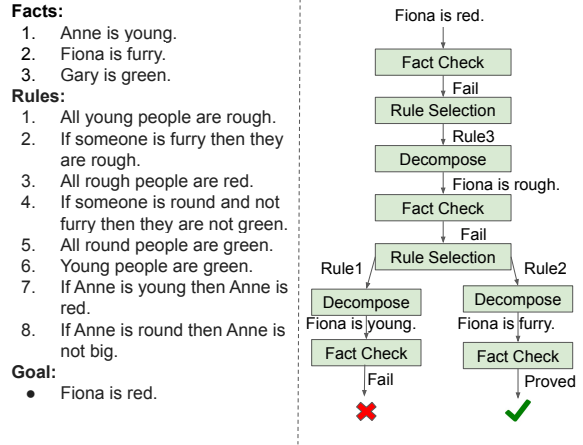 Facts:
1. Anne is young.
2. Fiona is furry.
3. Gary is green.
Rules:
1. All young people are rough.
2. If someone is furry then they
are rough.
3. All rough people are red.
4. If someone is round and not
furry then they are not green.
5. All round people are green.
6. Young people are green.
7. If Anne is young then Anne is
red.
8. If Anne is round then Anne is
not big.
Goal:
● Fiona is red.
Fiona is red.
Fact Check
Fail
Rule Selection
Rule3
Decompose
Fiona is rough.
Fact Check
Fail
Rule Selection
Rule1
Rule2
Decompose
Decompose
Fiona is young.
Fiona is furry.
Fact Check
Fact Check
Fail
Proved